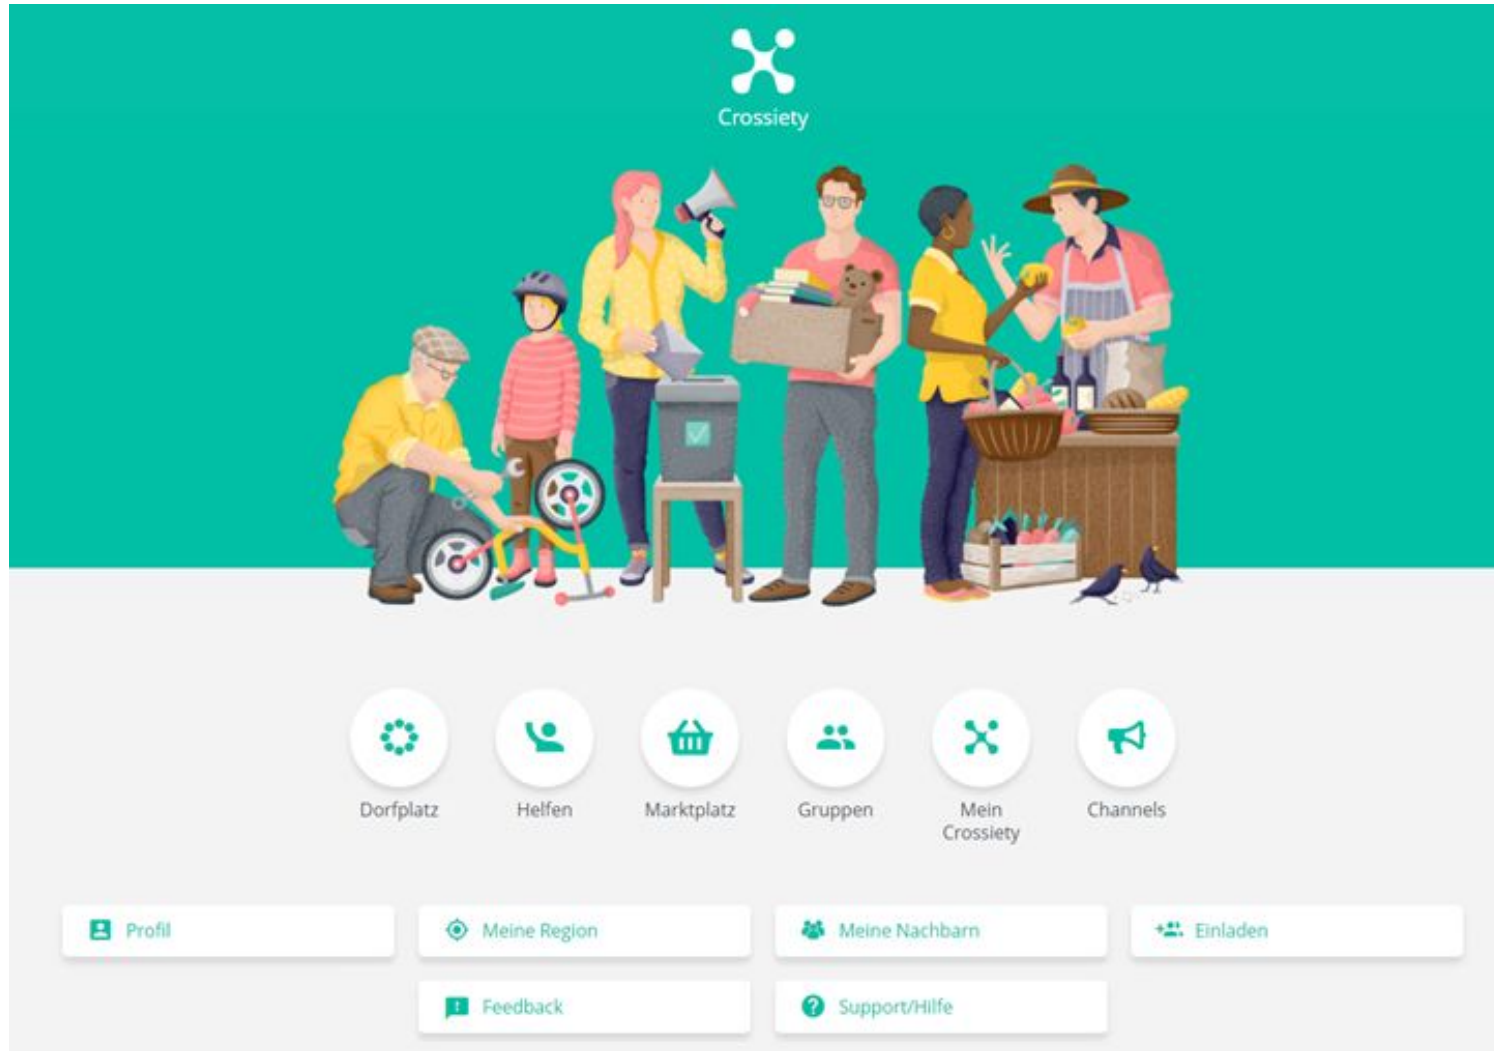 Crossiety
Dorfplatz
Helfen
Marktplatz
Gruppen
Mein
Crossiety
Channels
Profil
Meine Region
Meine Nachbarn
Einladen
Feedback
Support/Hilfe